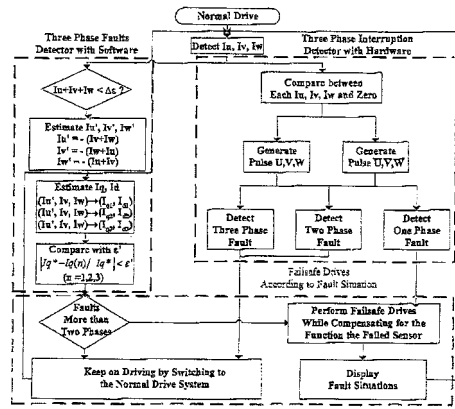 Normal Drive
Three Phase Faults
Detector with Software
Detect Iu, Iv, Iw
Three Phase Interruption
Detector with Hardware
Iu+Iv+Iw < Δε ?
Compare between
Each Iu, Iv, Iw and Zero
Estimate Iu', Iv', Iw'
Iu' = - (Iv+Iw)
Iv' = - (Iw+Iu)
Iw' = - (Iu+Iv)
Generate
Pulse U,V,W
Generate
Pulse U,V,W
Estimate Iq, Id
(Iu', Iv, Iw)→(Iq1, Id1)
(Iu', Iv, Iw)→(Iq2, Id2)
(Iu', Iv, Iw)→(Iq3, Id3)
Detect
Three Phase
Fault
Detect
Two Phase
Fault
Detect
One Phase
Fault
Compare with ε'
|Iq*-Iq(n)/ Iq*| < ε'
(n =1,2,3)
Failsafe Drives
According to Fault Situation
Faults
More than
Two Phases
Perform Failsafe Drives
While Compensating for the
Function the Failed Sensor
Keep on Driving by Switching to
the Normal Drive System
Display
Fault Situations